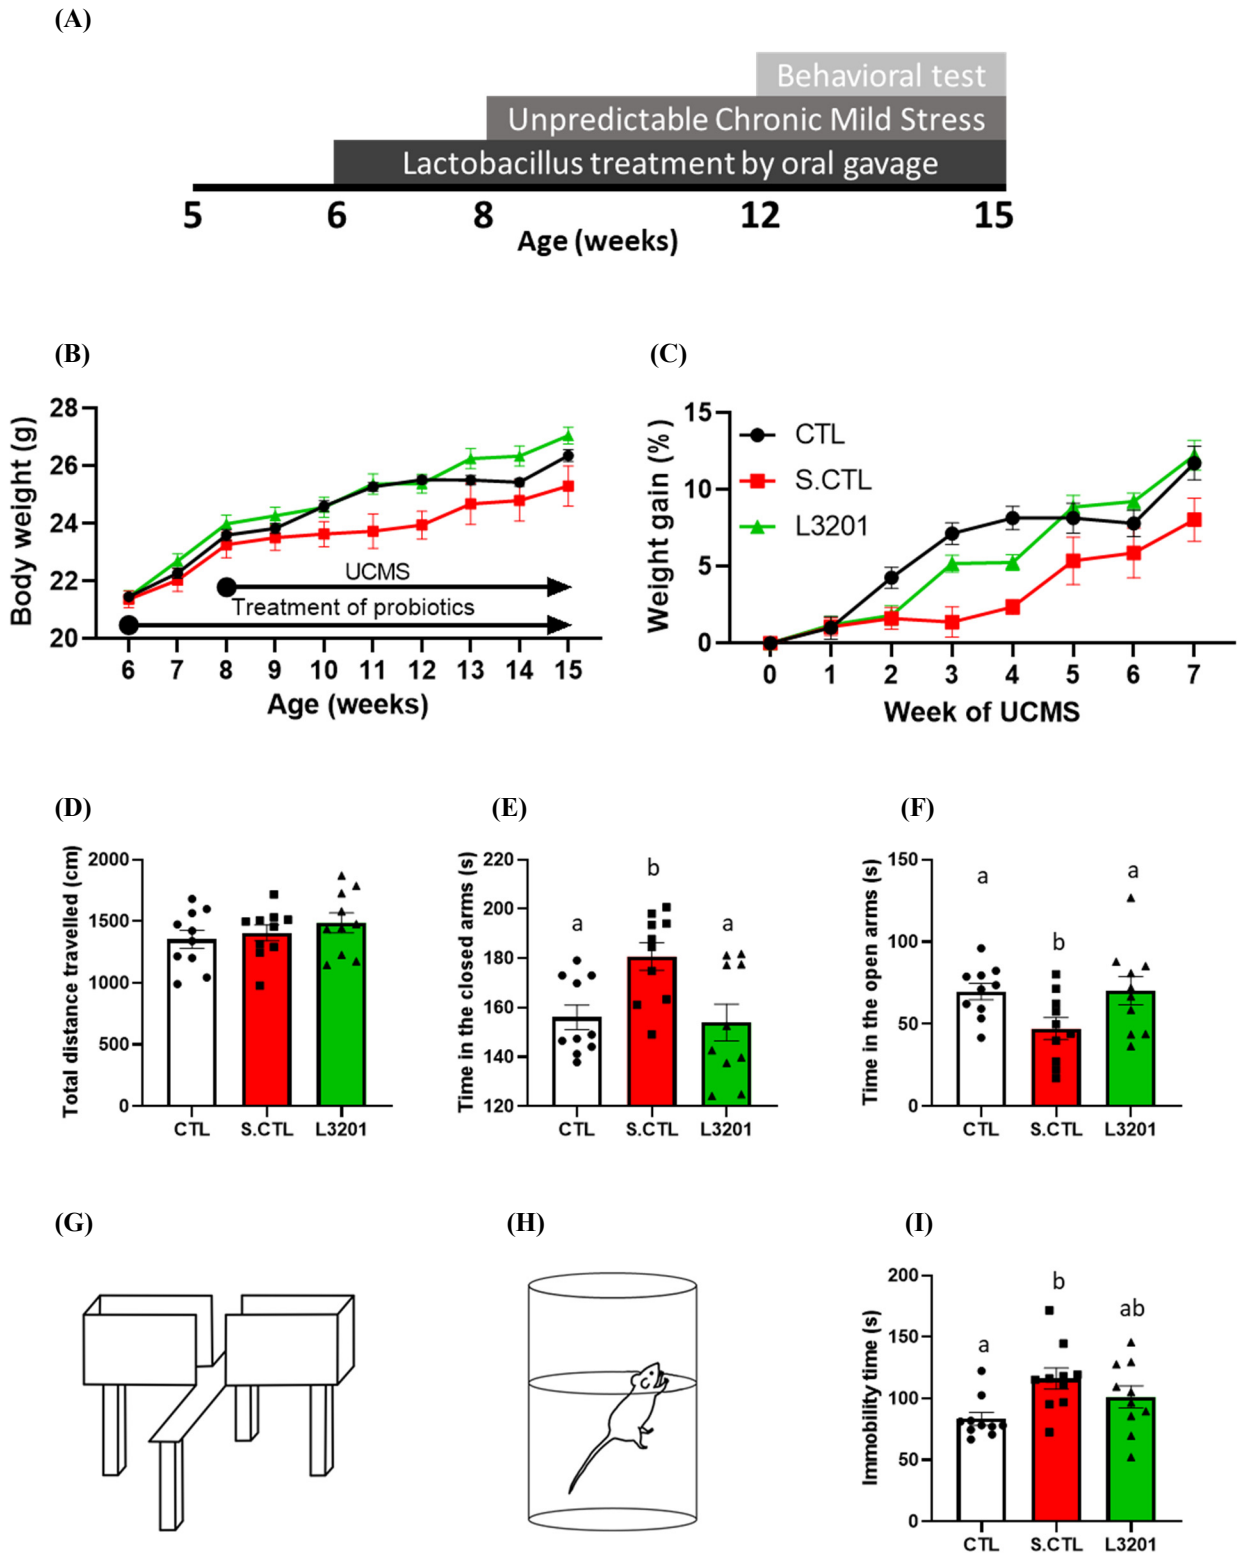 (A)
Behavioral test
Unpredictable Chronic Mild Stress
Lactobacillus treatment by oral gavage
5 6 8 12 15
Age (weeks)
(B)
Body weight (g)
28
26
24
22
20
UCMS
Treatment of probiotics
6 7 8 9 10 11 12 13 14 15
Age (weeks)
(C)
Weight gain (%)
15
10
5
0
CTL
S.CTL
L3201
0 1 2 3 4 5 6 7
Week of UCMS
(D)
Total distance travelled (cm)
2000
1500
1000
500
0
CTL S.CTL L3201
(E)
Time in the closed arms (s)
220
200
180
160
140
120
a b a
CTL S.CTL L3201
(F)
Time in the open arms (s)
150
100
50
0
a b a
CTL S.CTL L3201
(G)
(H)
(I)
Immobility time (s)
200
150
100
50
0
a b ab
CTL S.CTL L3201